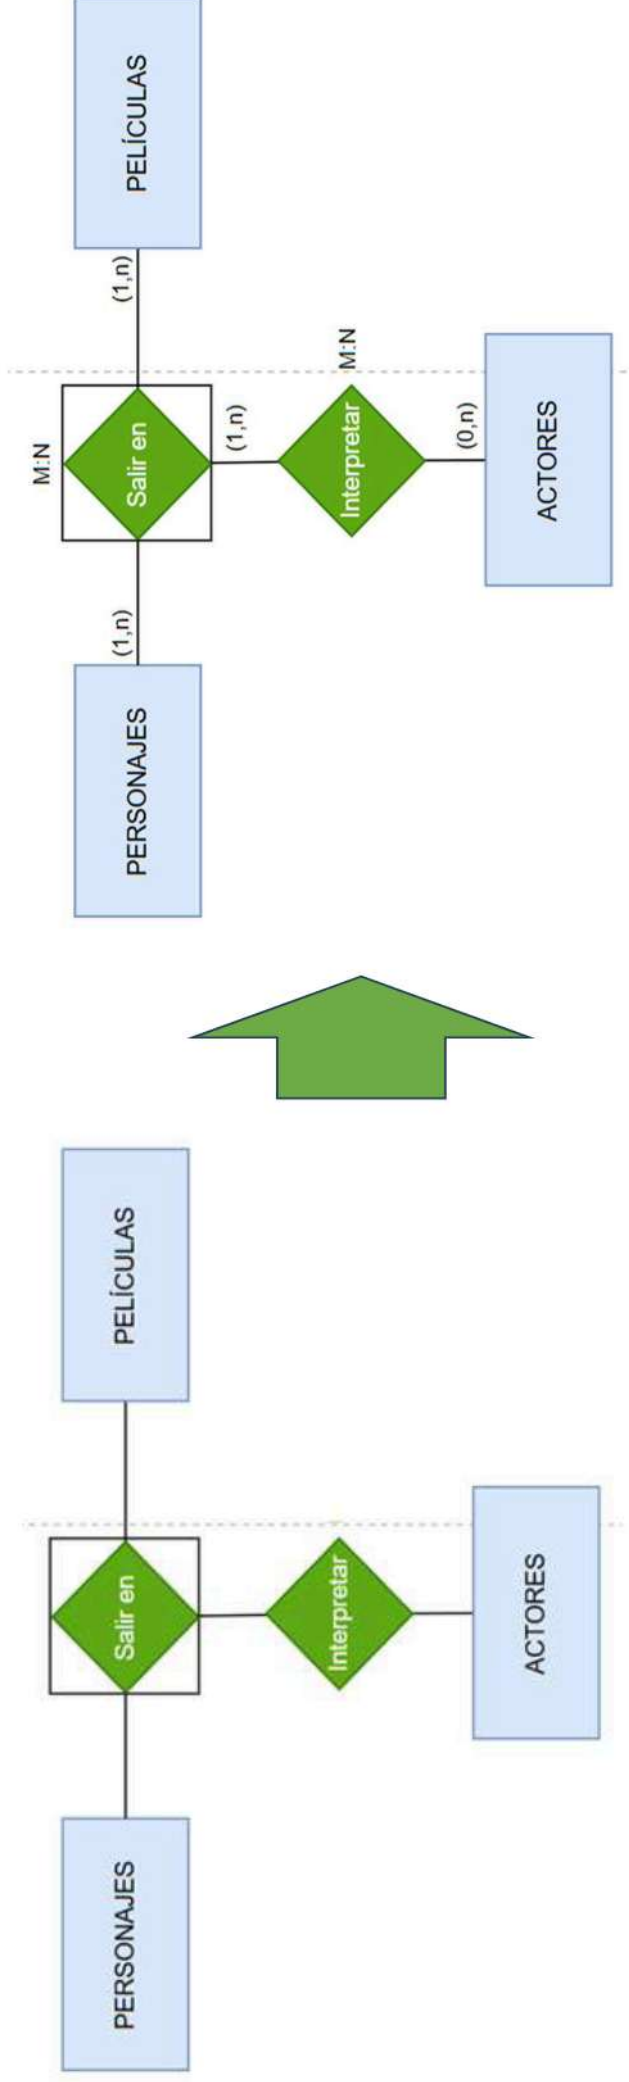 PERSONAJES
Salir en
PELÍCULAS
Interpretar
ACTORES
M:N
PERSONAJES
(1,n)
Salir en
(1,n)
PELÍCULAS
(1,n)
Interpretar
M:N
(0,n)
ACTORES